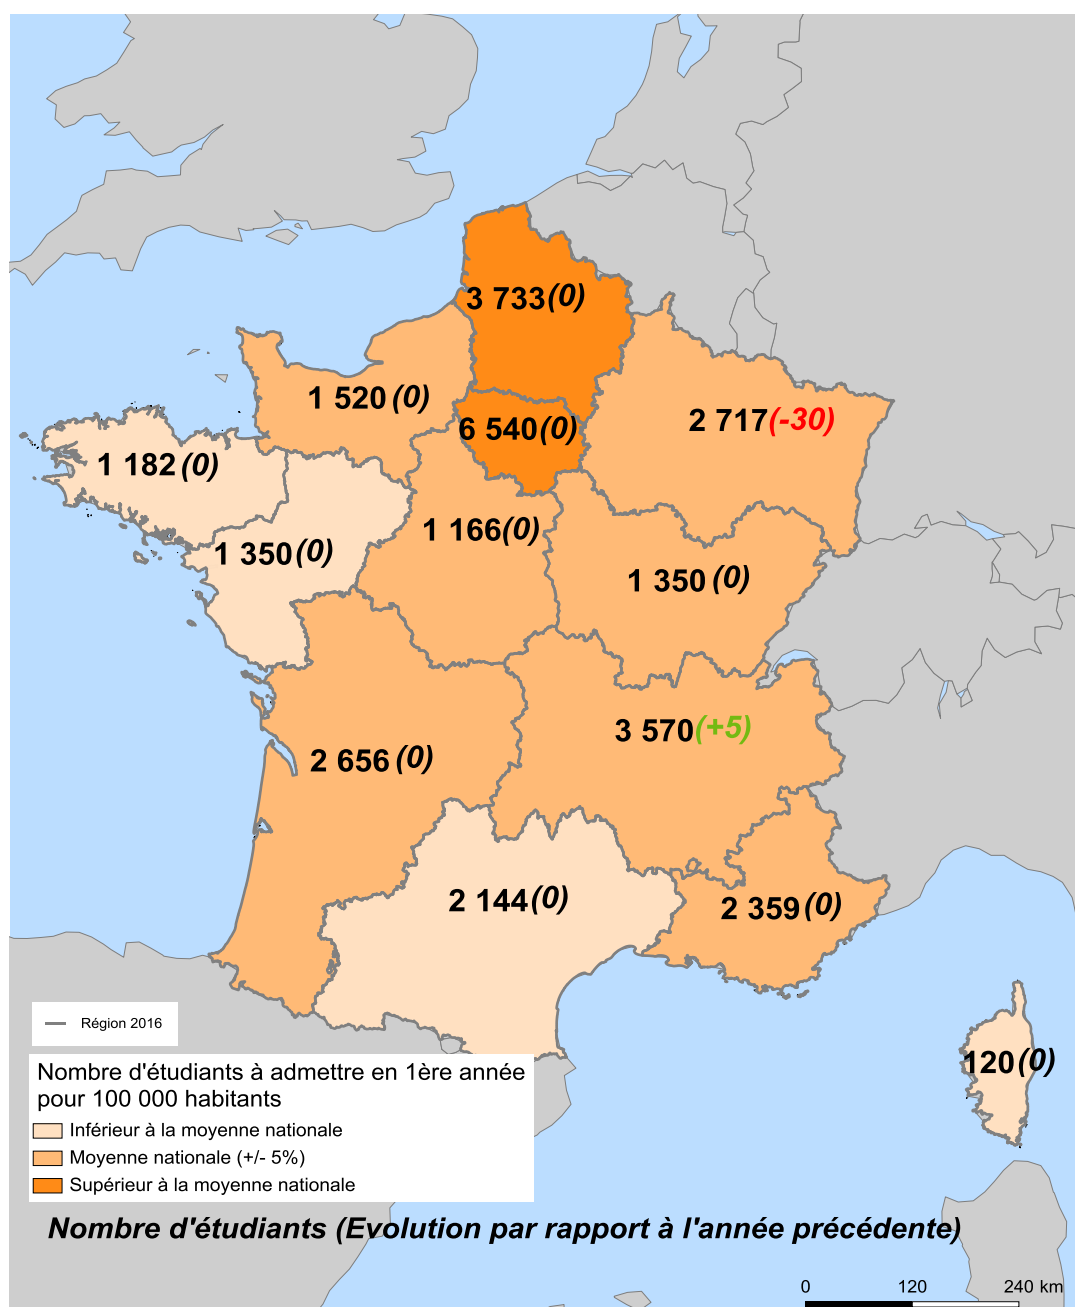 3 733 (0)
1 520 (0)
6 540 (0)
2 717 (-30)
1 182 (0)
1 166 (0)
1 350 (0)
1 350 (0)
3 570 (+5)
2 656 (0)
2 144 (0)
2 359 (0)
120 (0)
Région 2016
Nombre d'étudiants à admettre en 1ère année
pour 100 000 habitants
Inférieur à la moyenne nationale
Moyenne nationale (+/- 5%)
Supérieur à la moyenne nationale
Nombre d'étudiants (Evolution par rapport à l'année précédente)
0 120 240 km